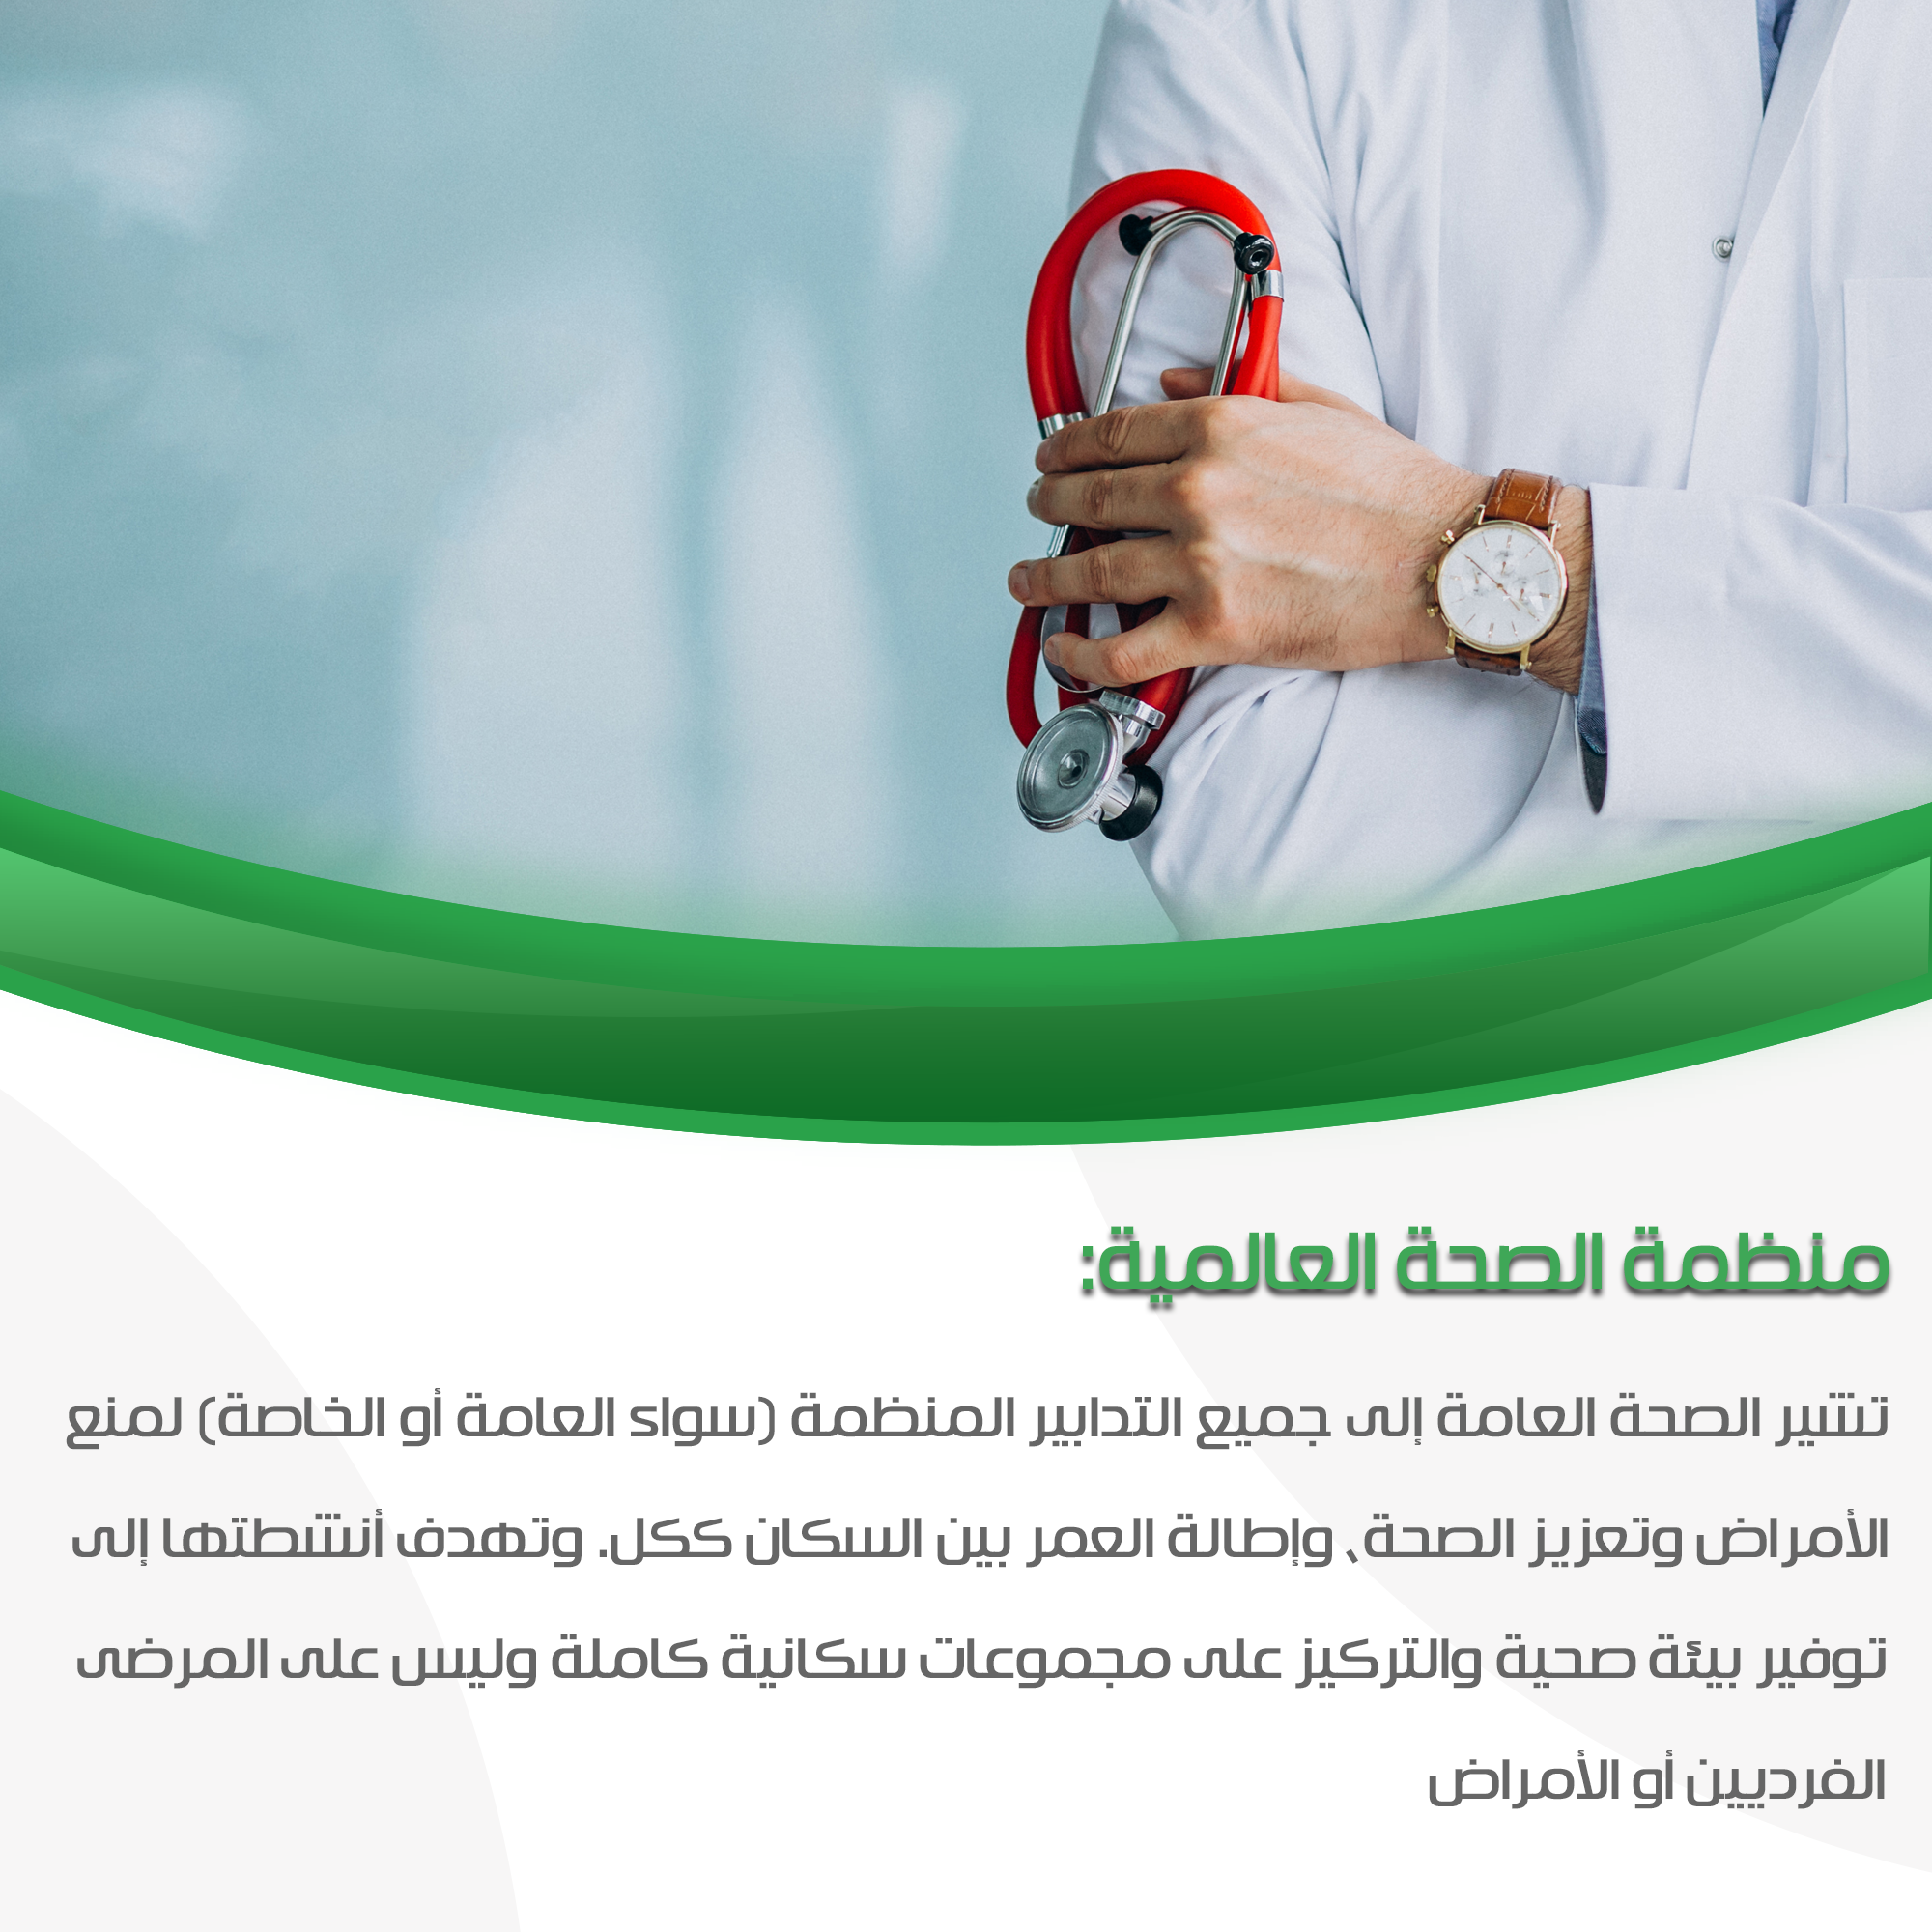 منظمة الصحة العالمية:
تشير الصحة العامة إلى جميع التدابير المنظمة (سواء العامة أو الخاصة) لمنع
الأمراض وتعزيز الصحة، وإطالة العمر بين السكان ككل. وتهدف أنشطتها إلى
توفير بيئة صحية والتركيز على مجموعات سكانية كاملة وليس على المرضى
الفرديين أو الأمراض